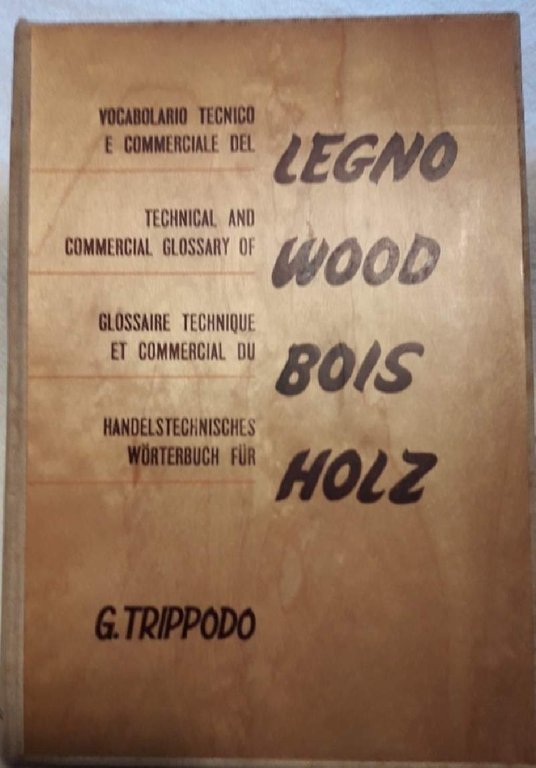 VOCABOLARIO TECNICO
E COMMERCIALE DEL
LEGNO
TECHNICAL AND
COMMERCIAL GLOSSARY OF
WOOD
GLOSSAIRE TECHNIQUE
ET COMMERCIAL DU
BOIS
HANDELSTECHNISCHES
WÖRTERBUCH FÜR
HOLZ
G. TRIPPODO